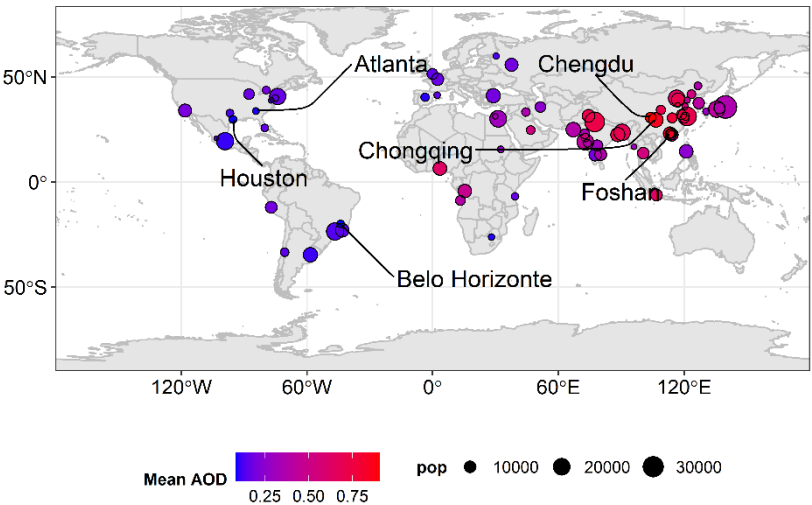 Atlanta
Chengdu
50°N
Chongqing
Houston
0°
Foshan
Belo Horizonte
50°S
120°W 60°W 0° 60°E 120°E
Mean AOD
0.25 0.50 0.75
pop 10000 20000 30000